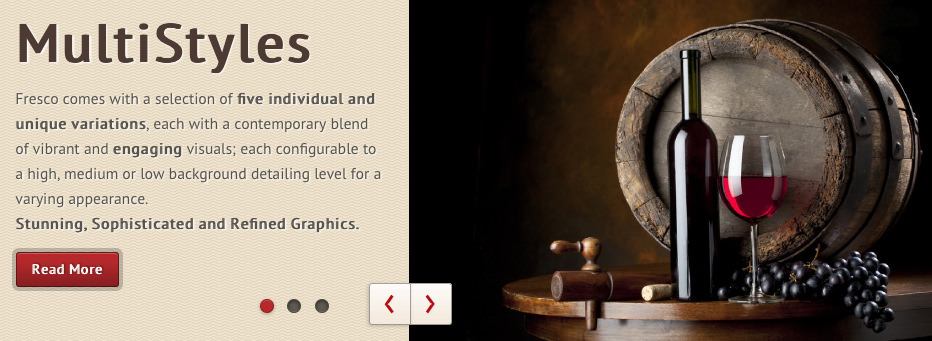 MultiStyles
Fresco comes with a selection of five individual and
unique variations, each with a contemporary blend
of vibrant and engaging visuals; each configurable to
a high, medium or low background detailing level for a
varying appearance.
Stunning, Sophisticated and Refined Graphics.
Read More